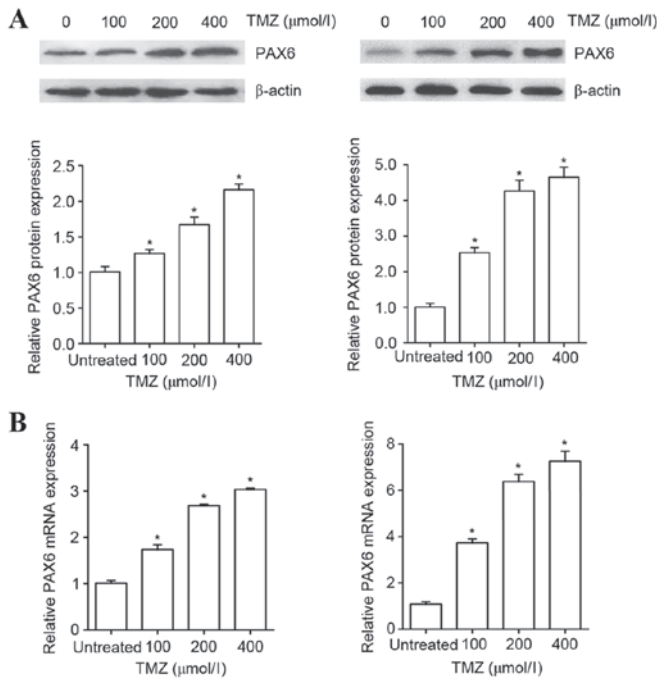 A
0 100 200 400 TMZ (μmol/l)
PAX6
β-actin
0 100 200 400 TMZ (μmol/l)
PAX6
β-actin
Relative PAX6 protein expression
2.5
2.0
1.5
1.0
0.5
0.0
*
*
*
Untreated 100 200 400
TMZ (μmol/l)
Relative PAX6 protein expression
5.0
4.0
3.0
2.0
1.0
0.0
*
*
*
Untreated 100 200 400
TMZ (μmol/l)
B
Relative PAX6 mRNA expression
4
3
2
1
0
*
*
*
Untreated 100 200 400
TMZ (μmol/l)
Relative PAX6 mRNA expression
8
6
4
2
0
*
*
*
Untreated 100 200 400
TMZ (μmol/l)